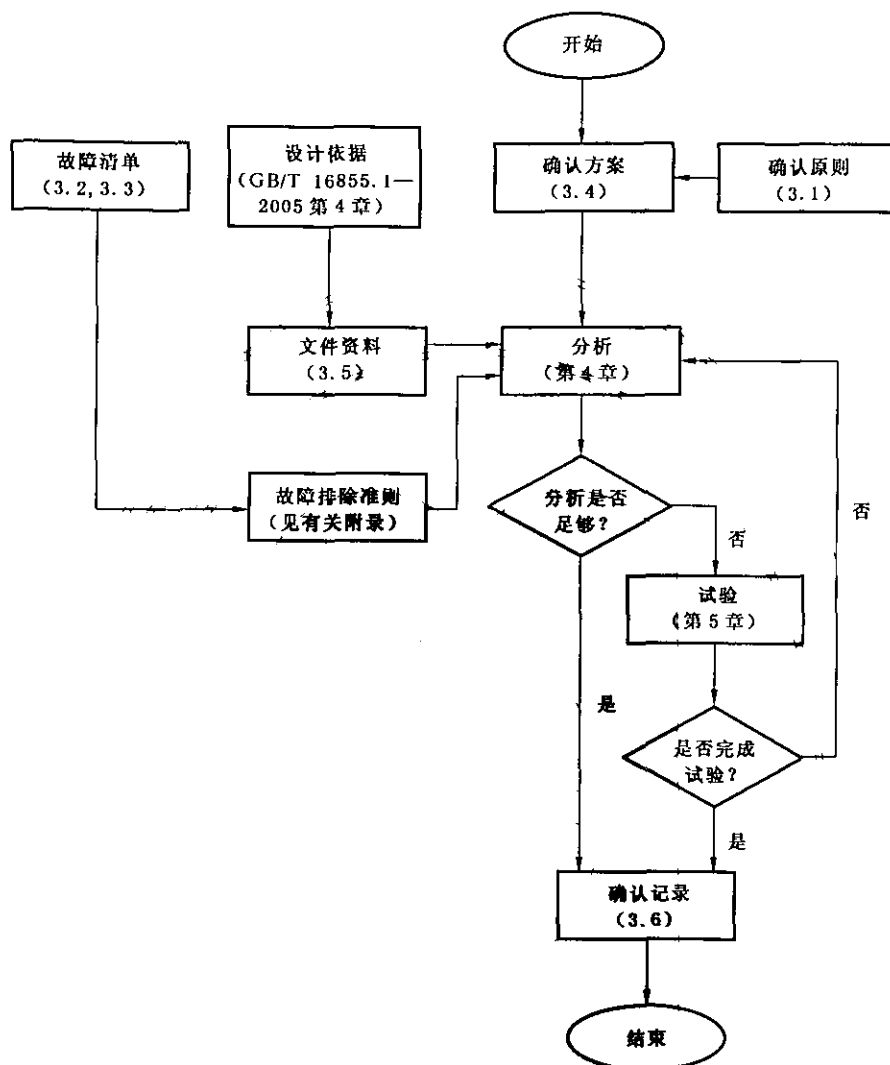 开始
故障清单
(3.2,3.3)
设计依据
(GB/T 16855.1—
2005 第4章)
确认方案
(3.4)
确认原则
(3.1)
文件资料
(3.5)
分析
(第4章)
故障排除准则
(见有关附录)
分析是否
足够?
否
否
试验
(第5章)
是
是否完成
试验?
是
确认记录
(3.6)
结束